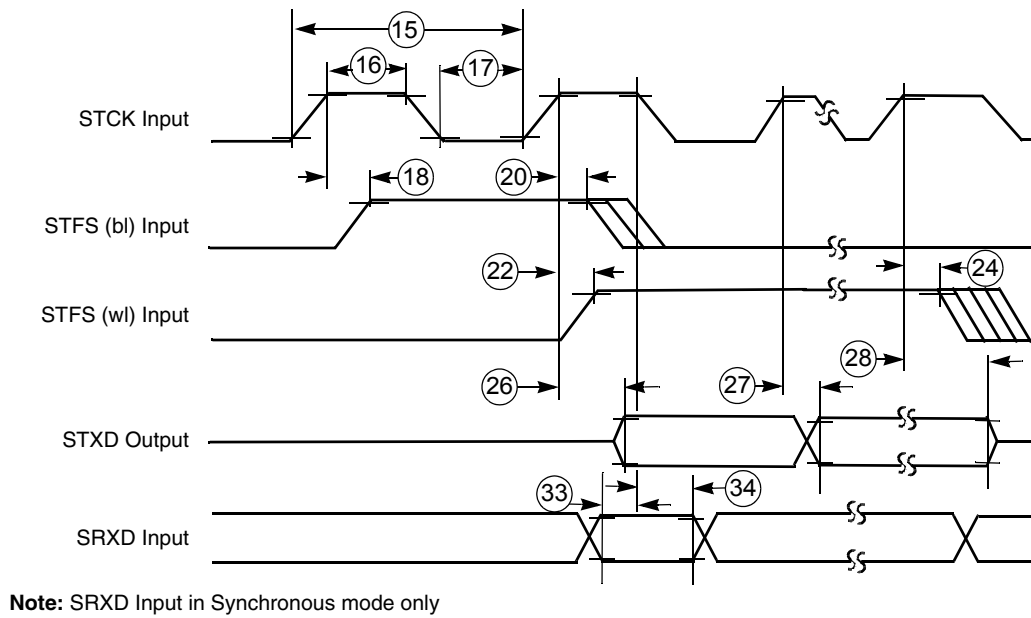 15
16
17
STCK Input
18
20
STFS (bl) Input
22
24
STFS (wl) Input
28
26
27
STXD Output
33
34
SRXD Input
Note: SRXD Input in Synchronous mode only